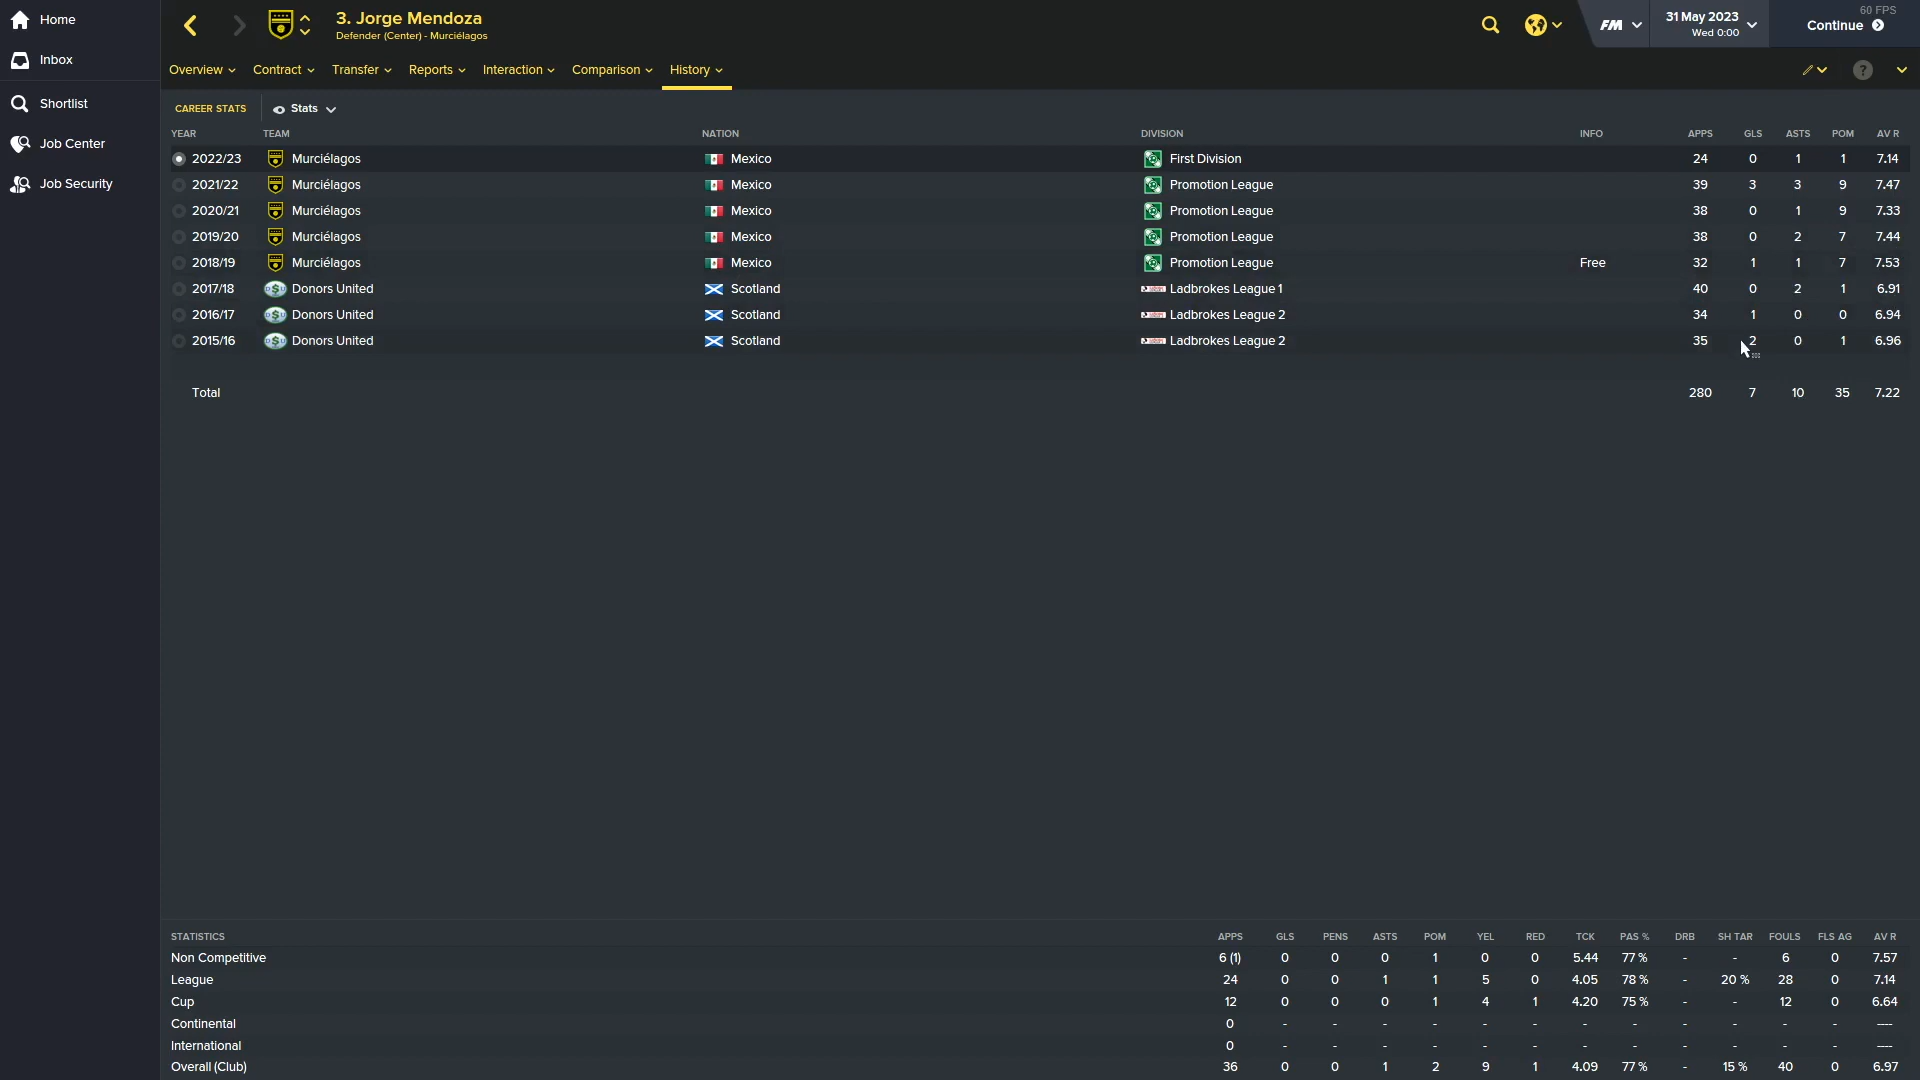 Home
Inbox
Shortlist
Job Center
Job Security
3. Jorge Mendoza
Defender (Center) - Murciélagos
FM
31 May 2023
Wed 0:00
60 FPS
Continue
Overview Contract Transfer Reports Interaction Comparison History
?
CAREER STATS Stats
YEAR TEAM NATION DIVISION INFO APPS GLS ASTS POM AV R
2022/23 Murciélagos Mexico First Division 24 0 1 1 7.14
2021/22 Murciélagos Mexico Promotion League 39 3 3 9 7.47
2020/21 Murciélagos Mexico Promotion League 38 0 1 9 7.33
2019/20 Murciélagos Mexico Promotion League 38 0 2 7 7.44
2018/19 Murciélagos Mexico Promotion League Free 32 1 1 7 7.53
2017/18 Donors United Scotland Ladbrokes League 1 40 0 2 1 6.91
2016/17 Donors United Scotland Ladbrokes League 2 34 1 0 0 6.94
2015/16 Donors United Scotland Ladbrokes League 2 35 2 0 1 6.96
Total 280 7 10 35 7.22
STATISTICS APPS GLS PENS ASTS POM YEL RED TCK PAS % DRB SH TAR FOULS FLS AG AV R
Non Competitive 6 (1) 0 0 0 1 0 0 5.44 77 % - - 6 0 7.57
League 24 0 0 1 1 5 0 4.05 78 % - 20 % 28 0 7.14
Cup 12 0 0 0 1 4 1 4.20 75 % - - 12 0 6.64
Continental 0 - - - - - - - - - - - - ----
International 0 - - - - - - - - - - - - ----
Overall (Club) 36 0 0 1 2 9 1 4.09 77 % - 15 % 40 0 6.97